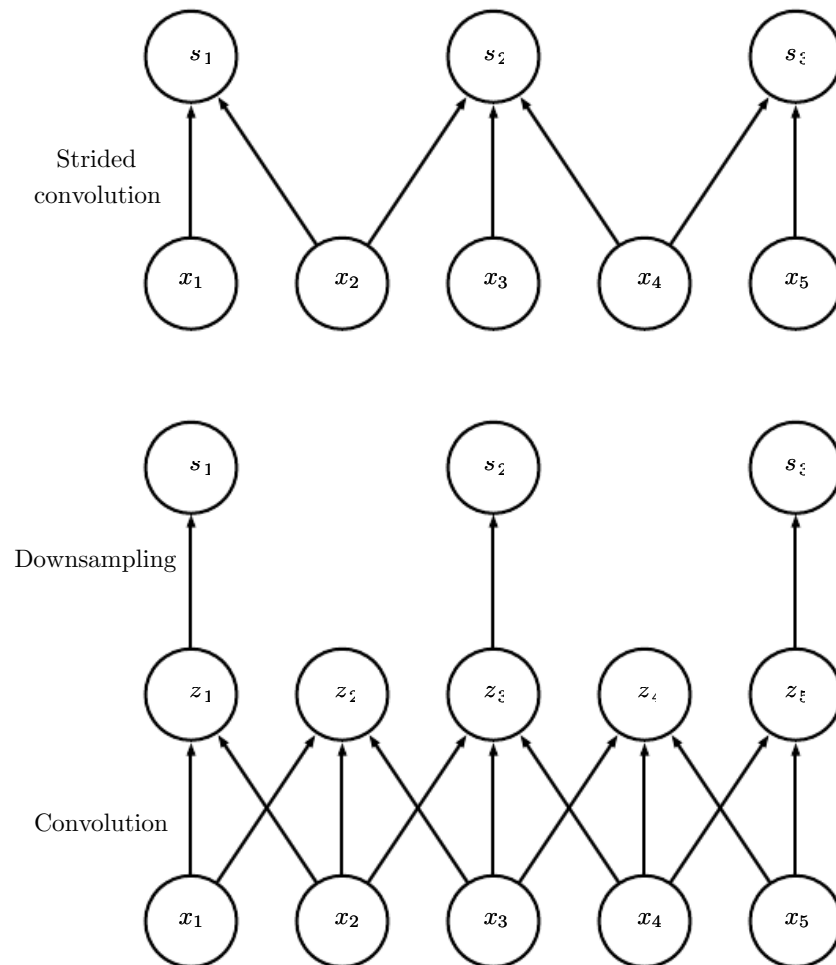 s₁ s₂ s₃
Strided
convolution
x₁ x₂ x₃ x₄ x₅
s₁ s₂ s₃
Downsampling
z₁ z₂ z₃ z₄ z₅
Convolution
x₁ x₂ x₃ x₄ x₅